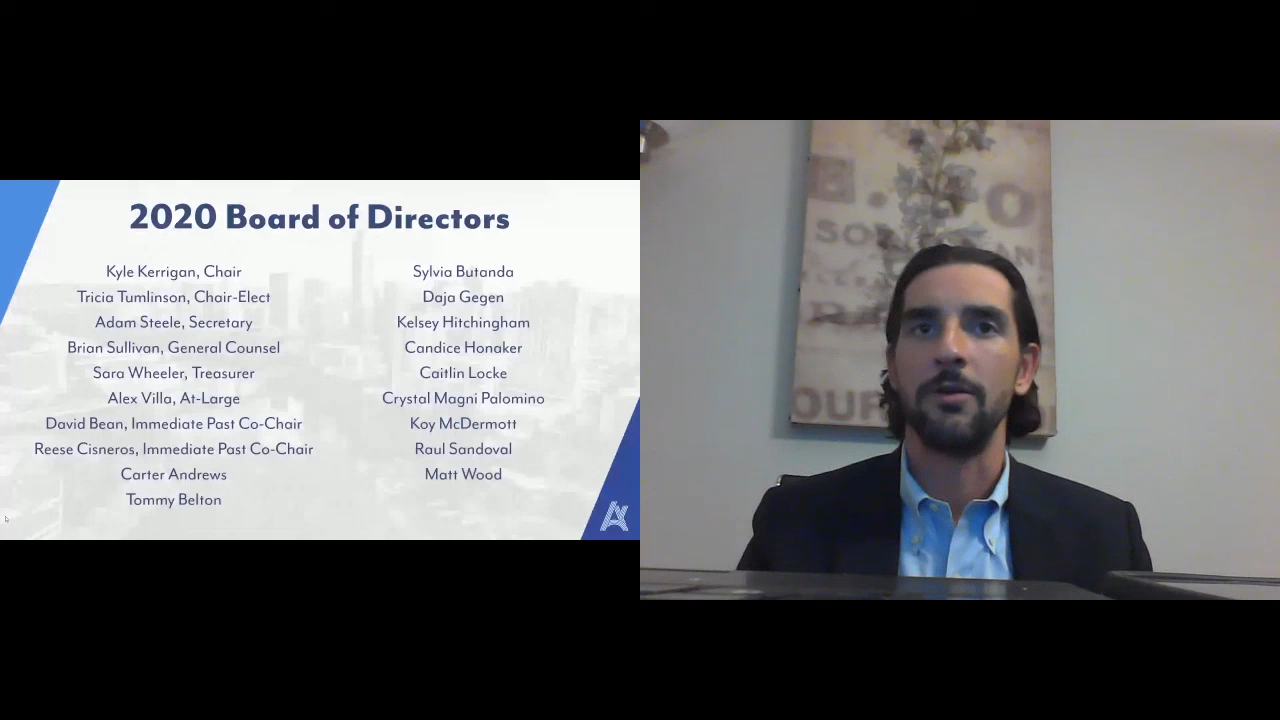 2020 Board of Directors
Kyle Kerrigan, Chair
Tricia Tumlinson, Chair-Elect
Adam Steele, Secretary
Brian Sullivan, General Counsel
Sara Wheeler, Treasurer
Alex Villa, At-Large
David Bean, Immediate Past Co-Chair
Reese Cisneros, Immediate Past Co-Chair
Carter Andrews
Tommy Belton
Sylvia Butanda
Daja Gegen
Kelsey Hitchingham
Candice Honaker
Caitlin Locke
Crystal Magni Palomino
Koy McDermott
Raul Sandoval
Matt Wood
OUR